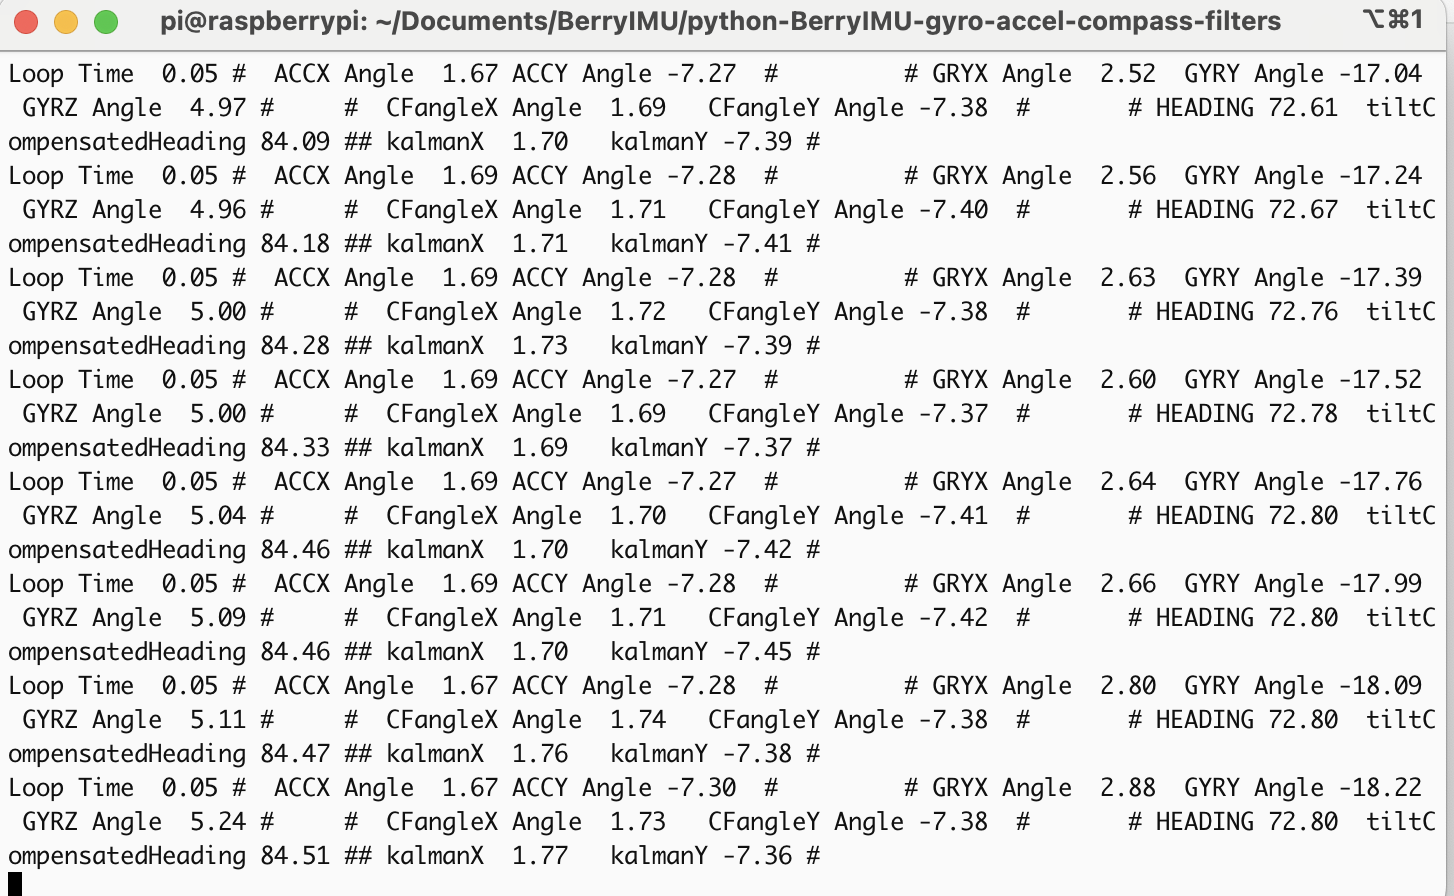 pi@raspberrypi: ~/Documents/BerryIMU/python-BerryIMU-gyro-accel-compass-filters ⌥⌘1
Loop Time  0.05 #  ACCX Angle  1.67 ACCY Angle -7.27  #         # GRYX Angle  2.52  GYRY Angle -17.04
 GYRZ Angle  4.97 #     #  CFangleX Angle  1.69   CFangleY Angle -7.38  #       # HEADING 72.61  tiltC
ompensatedHeading 84.09 ## kalmanX  1.70   kalmanY -7.39 #
Loop Time  0.05 #  ACCX Angle  1.69 ACCY Angle -7.28  #         # GRYX Angle  2.56  GYRY Angle -17.24
 GYRZ Angle  4.96 #     #  CFangleX Angle  1.71   CFangleY Angle -7.40  #       # HEADING 72.67  tiltC
ompensatedHeading 84.18 ## kalmanX  1.71   kalmanY -7.41 #
Loop Time  0.05 #  ACCX Angle  1.69 ACCY Angle -7.28  #         # GRYX Angle  2.63  GYRY Angle -17.39
 GYRZ Angle  5.00 #     #  CFangleX Angle  1.72   CFangleY Angle -7.38  #       # HEADING 72.76  tiltC
ompensatedHeading 84.28 ## kalmanX  1.73   kalmanY -7.39 #
Loop Time  0.05 #  ACCX Angle  1.69 ACCY Angle -7.27  #         # GRYX Angle  2.60  GYRY Angle -17.52
 GYRZ Angle  5.00 #     #  CFangleX Angle  1.69   CFangleY Angle -7.37  #       # HEADING 72.78  tiltC
ompensatedHeading 84.33 ## kalmanX  1.69   kalmanY -7.37 #
Loop Time  0.05 #  ACCX Angle  1.69 ACCY Angle -7.27  #         # GRYX Angle  2.64  GYRY Angle -17.76
 GYRZ Angle  5.04 #     #  CFangleX Angle  1.70   CFangleY Angle -7.41  #       # HEADING 72.80  tiltC
ompensatedHeading 84.46 ## kalmanX  1.70   kalmanY -7.42 #
Loop Time  0.05 #  ACCX Angle  1.69 ACCY Angle -7.28  #         # GRYX Angle  2.66  GYRY Angle -17.99
 GYRZ Angle  5.09 #     #  CFangleX Angle  1.71   CFangleY Angle -7.42  #       # HEADING 72.80  tiltC
ompensatedHeading 84.46 ## kalmanX  1.70   kalmanY -7.45 #
Loop Time  0.05 #  ACCX Angle  1.67 ACCY Angle -7.28  #         # GRYX Angle  2.80  GYRY Angle -18.09
 GYRZ Angle  5.11 #     #  CFangleX Angle  1.74   CFangleY Angle -7.38  #       # HEADING 72.80  tiltC
ompensatedHeading 84.47 ## kalmanX  1.76   kalmanY -7.38 #
Loop Time  0.05 #  ACCX Angle  1.67 ACCY Angle -7.30  #         # GRYX Angle  2.88  GYRY Angle -18.22
 GYRZ Angle  5.24 #     #  CFangleX Angle  1.73   CFangleY Angle -7.38  #       # HEADING 72.80  tiltC
ompensatedHeading 84.51 ## kalmanX  1.77   kalmanY -7.36 #